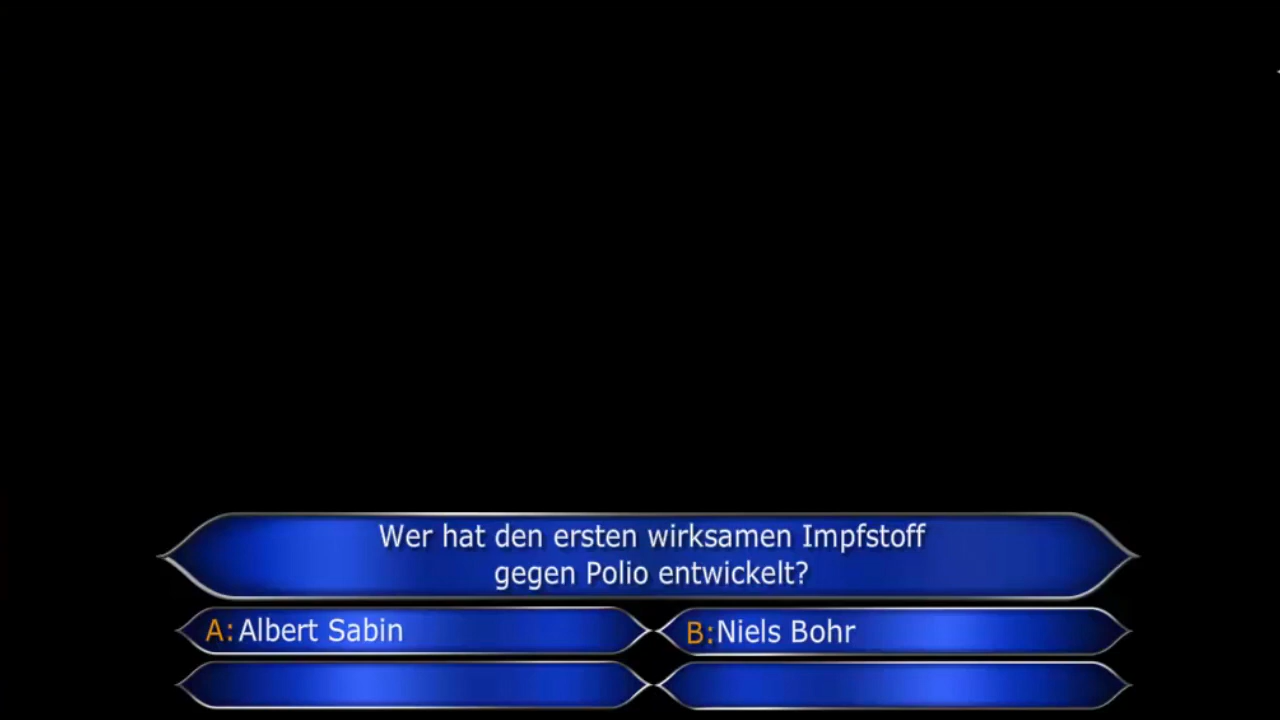 Wer hat den ersten wirksamen Impfstoff
gegen Polio entwickelt?
A: Albert Sabin
B: Niels Bohr